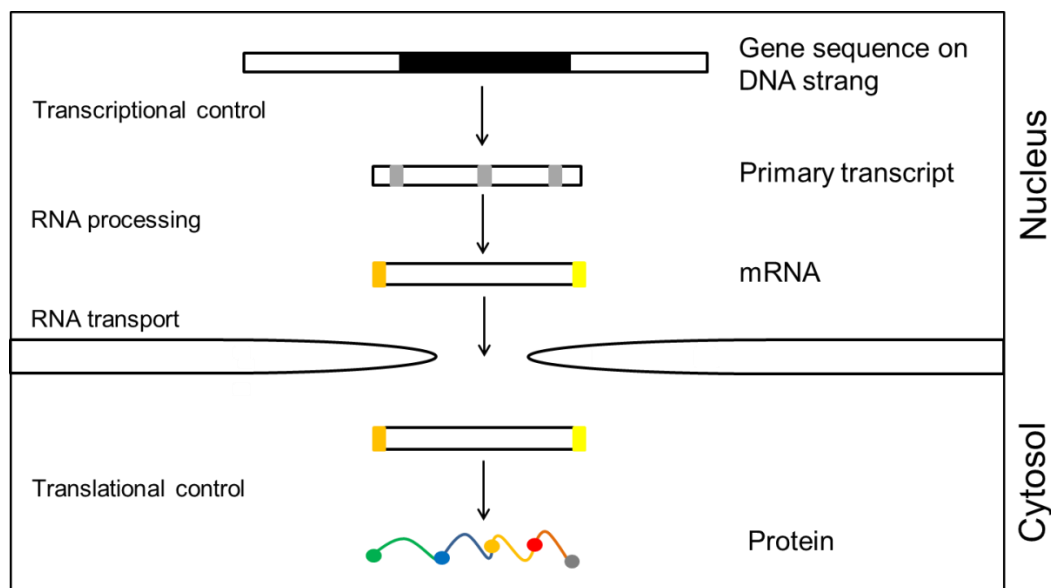 Gene sequence on
DNA strang
Transcriptional control
Primary transcript
RNA processing
mRNA
RNA transport
Nucleus
Translational control
Protein
Cytosol